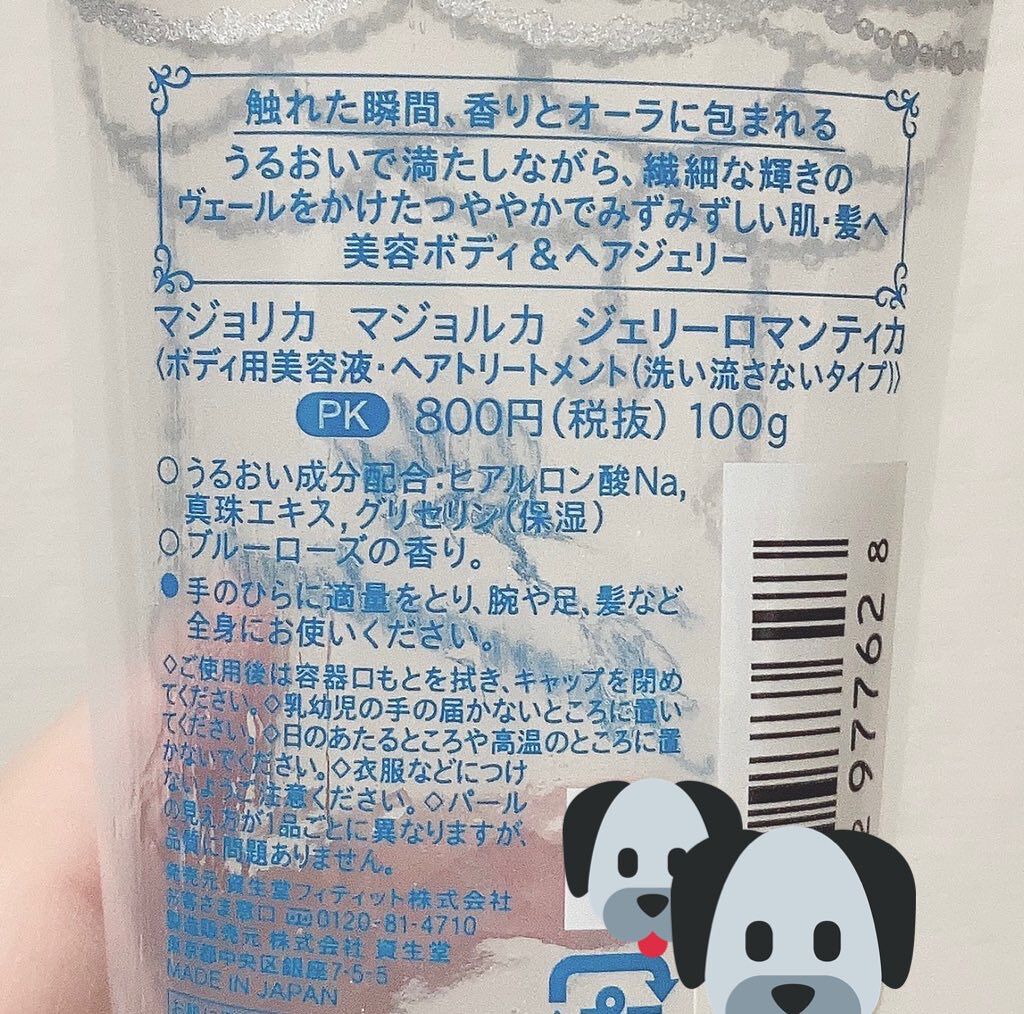 触れた瞬間、香りとオーラに包まれる
うるおいで満たしながら、繊細な輝きの
ヴェールをかけたつややかでみずみずしい肌・髪へ
美容ボディ&ヘアジェリー
マジョリカ マジョルカ ジェリーロマンティカ
〈ボディ用美容液・ヘアトリートメント(洗い流さないタイプ)〉
PK 800円(税抜) 100g
○うるおい成分配合:ヒアルロン酸Na,
真珠エキス,グリセリン(保湿)
○ブルーローズの香り。
●手のひらに適量をとり、腕や足、髪など
全身にお使いください。
◇ご使用後は容器口もとを拭き、キャップを閉め
てください。◇乳幼児の手の届かないところに置い
てください。◇日のあたるところや高温のところに置
かないでください。◇衣服などにつけ
ないようご注意ください。◇パール
の見え方が1品ごとに異なりますが、
品質に問題ありません。
発売元 資生堂フィティット株式会社
お客さま窓口 0120-81-4710
製造販売元 株式会社 資生堂
東京都中央区銀座7-5-5
MADE IN JAPAN
297762 8